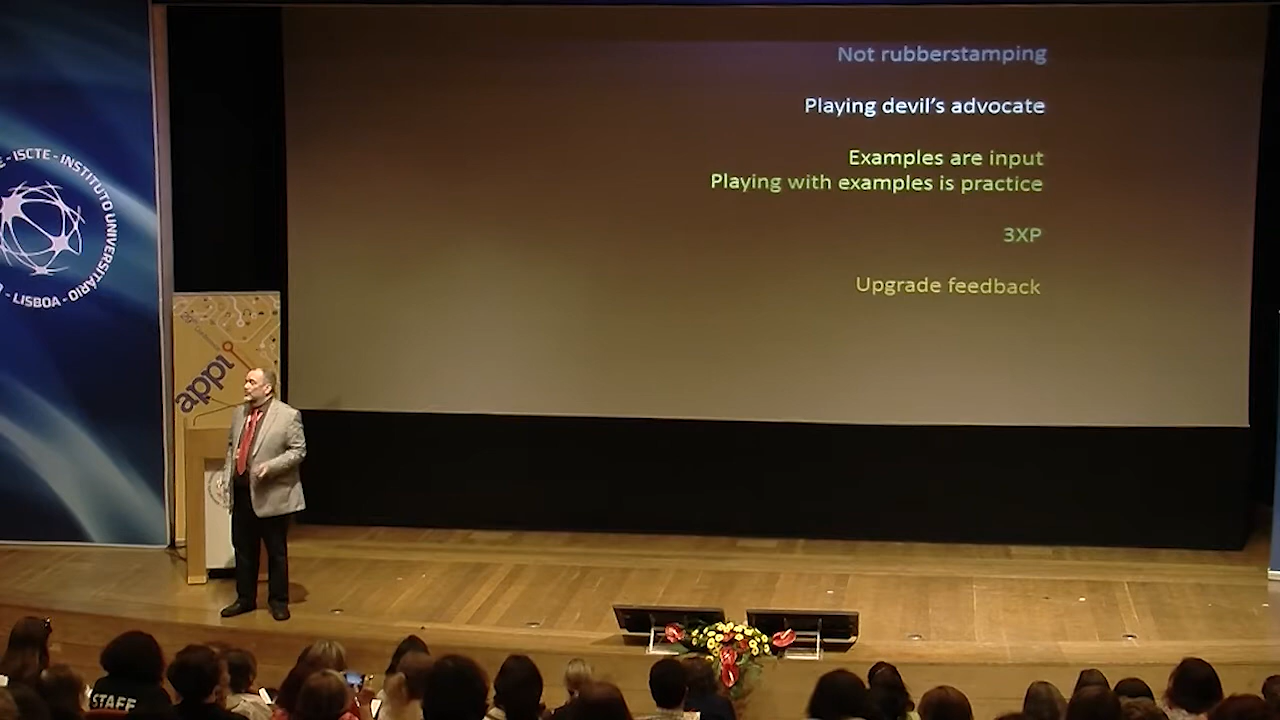 Not rubberstamping
Playing devil's advocate
Examples are input
Playing with examples is practice
3XP
Upgrade feedback
- ISCTE - INSTITUTO UNIVERSITÁRIO
- LISBOA -
appi
STAFF